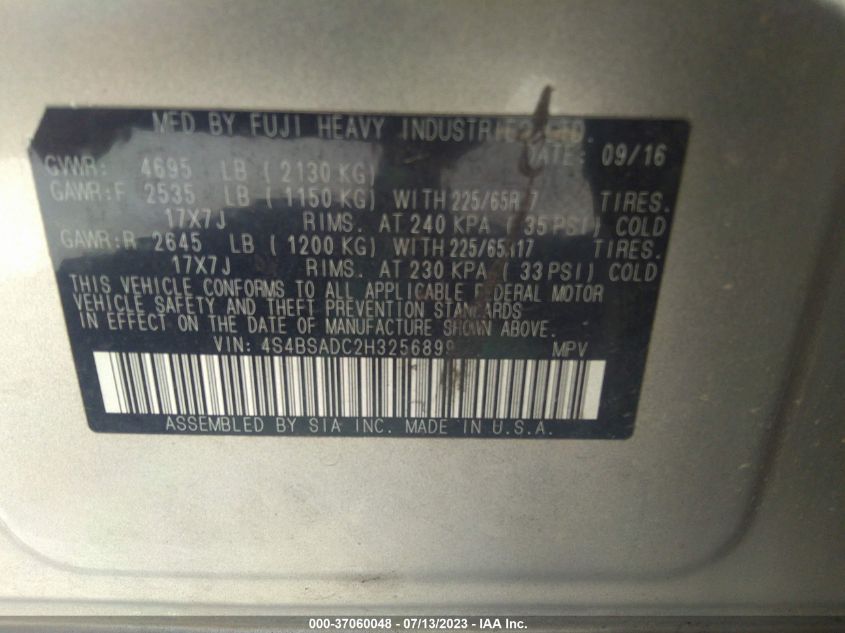 MFD BY FUJI HEAVY INDUSTRIES LTD.
DATE: 09/16
GVWR: 4695 LB ( 2130 KG)
GAWR:F 2535 LB ( 1150 KG) WITH 225/65R17 TIRES.
17X7J RIMS. AT 240 KPA ( 35 PSI) COLD
GAWR:R 2645 LB ( 1200 KG) WITH 225/65R17 TIRES.
17X7J RIMS. AT 230 KPA ( 33 PSI) COLD
THIS VEHICLE CONFORMS TO ALL APPLICABLE FEDERAL MOTOR
VEHICLE SAFETY AND THEFT PREVENTION STANDARDS
IN EFFECT ON THE DATE OF MANUFACTURE SHOWN ABOVE.
VIN: MPV
ASSEMBLED BY SIA INC. MADE IN U.S.A.
000-37060048 - 07/13/2023 - IAA Inc.